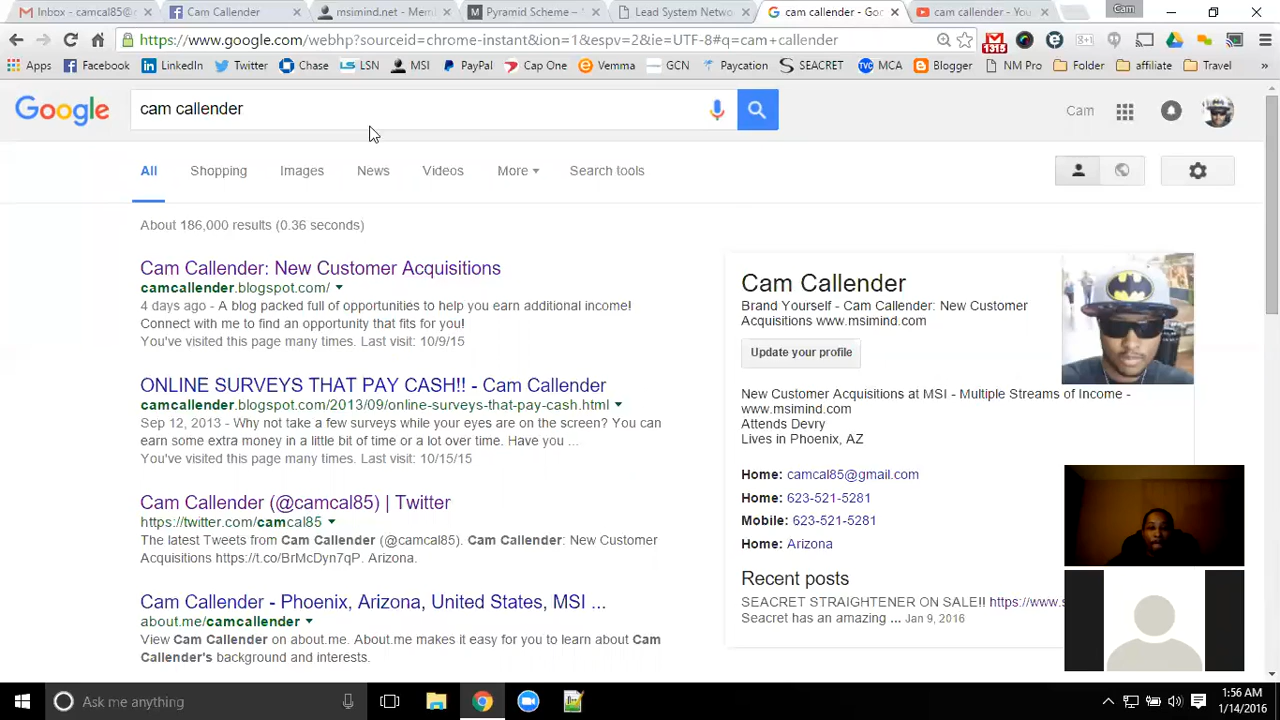 Inbox - camcal85@
Cam Callender
msimind.net - Memb
Pyramid Scheme -
Lead System Netwo
cam callender - Goo
cam callender - You
Cam
https://www.google.com/webhp?sourceid=chrome-instant&ion=1&espv=2&ie=UTF-8#q=cam+callender
1315
Apps
Facebook
LinkedIn
Twitter
Chase
LSN
MSI
PayPal
Cap One
Vemma
GCN
Paycation
SEACRET
TVC MCA
Blogger
NM Pro
Folder
affiliate
Travel
»
Google
cam callender
Cam
All
Shopping
Images
News
Videos
More
Search tools
About 186,000 results (0.36 seconds)
Cam Callender: New Customer Acquisitions
camcallender.blogspot.com/
4 days ago - A blog packed full of opportunities to help you earn additional income!
Connect with me to find an opportunity that fits for you!
You've visited this page many times. Last visit: 10/9/15
ONLINE SURVEYS THAT PAY CASH!! - Cam Callender
camcallender.blogspot.com/2013/09/online-surveys-that-pay-cash.html
Sep 12, 2013 - Why not take a few surveys while your eyes are on the screen? You can
earn some extra money in a little bit of time or a lot over time. Have you ...
You've visited this page many times. Last visit: 10/15/15
Cam Callender (@camcal85) | Twitter
https://twitter.com/camcal85
The latest Tweets from Cam Callender (@camcal85). Cam Callender: New Customer
Acquisitions https://t.co/BrMcDyn7qP. Arizona.
Cam Callender - Phoenix, Arizona, United States, MSI ...
about.me/camcallender
View Cam Callender on about.me. About.me makes it easy for you to learn about Cam
Callender's background and interests.
Cam Callender
Brand Yourself - Cam Callender: New Customer
Acquisitions www.msimind.com
Update your profile
New Customer Acquisitions at MSI - Multiple Streams of Income -
www.msimind.com
Attends Devry
Lives in Phoenix, AZ
Home: camcal85@gmail.com
Home: 623-521-5281
Mobile: 623-521-5281
Home: Arizona
Recent posts
SEACRET STRAIGHTENER ON SALE!! https://www.s
Seacret has an amazing ... Jan 9, 2016
Ask me anything
1:56 AM
1/14/2016